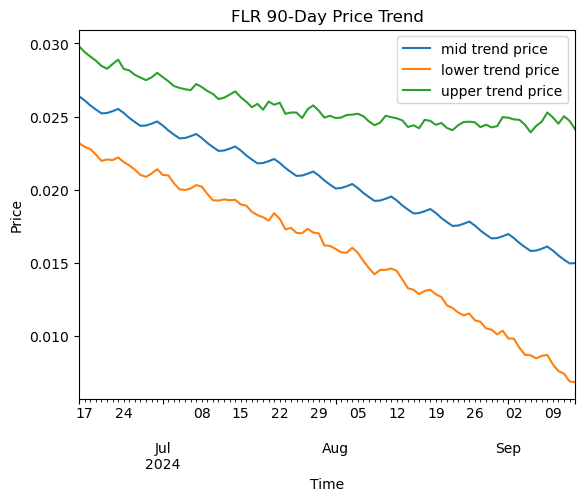 FLR 90-Day Price Trend
mid trend price
lower trend price
upper trend price
Price
0.030
0.025
0.020
0.015
0.010
17 24 08 15 22 29 05 12 19 26 02 09
Jul Aug Sep
2024
Time